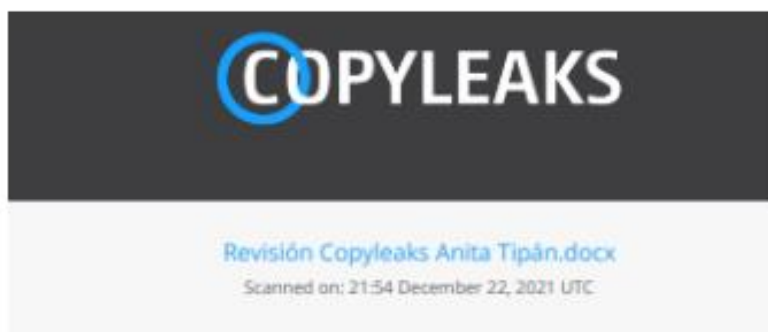 COPYLEAKS
Revisión Copyleaks Anita Tipán.docx
Scanned on: 21:54 December 22, 2021 UTC